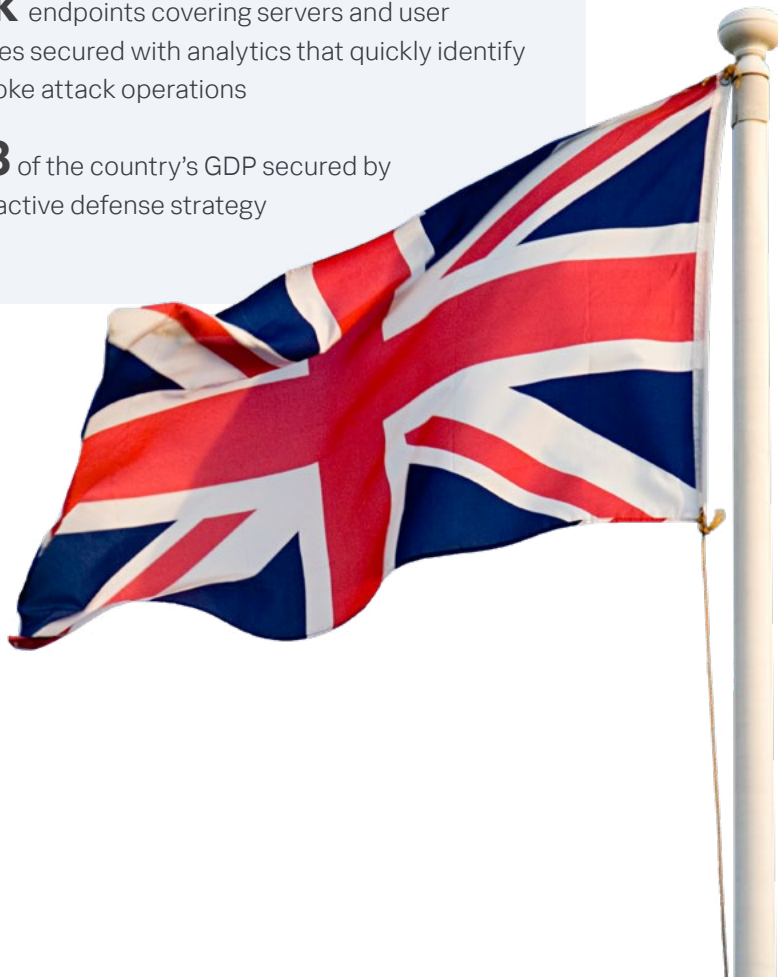 K endpoints covering servers and user
es secured with analytics that quickly identify
oke attack operations
B of the country's GDP secured by
active defense strategy